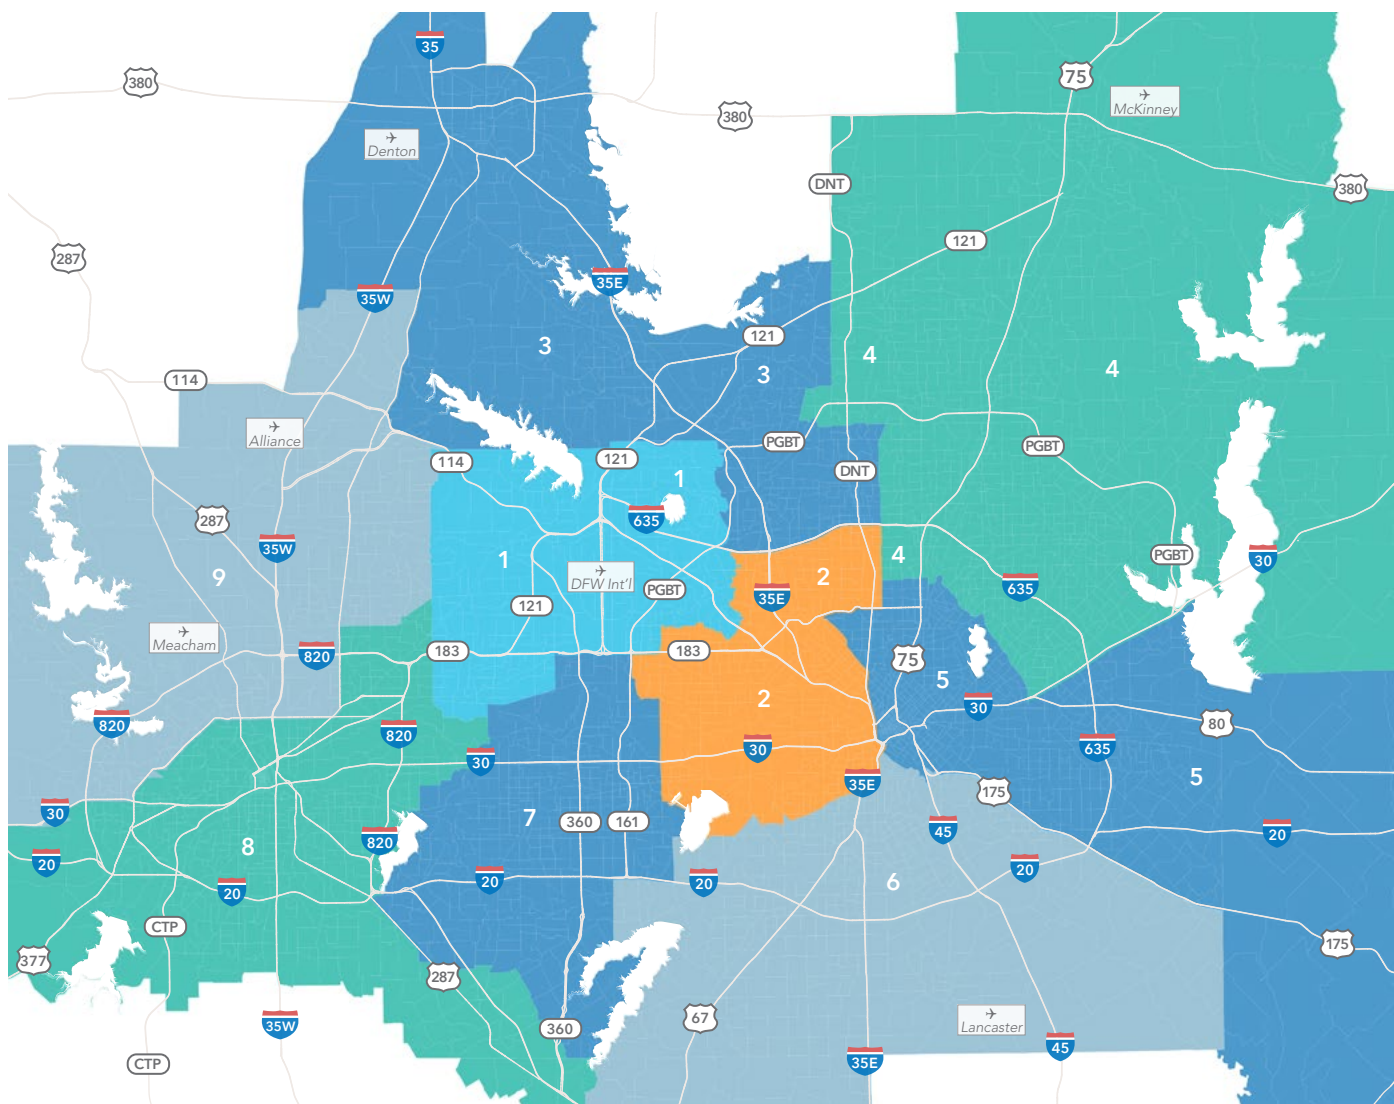 35
75
380
McKinney
380
Denton
DNT
380
121
287
35E
35W
121
3
4
4
3
114
Alliance
PGBT
PGBT
114
121
DNT
1
287
635
35W
1
4
PGBT
30
9
DFW Int'l
2
635
PGBT
35E
121
Meacham
183
183
820
75
5
2
30
820
820
80
30
635
30
5
35E
175
30
7
360
161
45
20
820
8
20
20
20
6
20
20
CTP
175
377
287
67
Lancaster
35W
360
45
CTP
35E